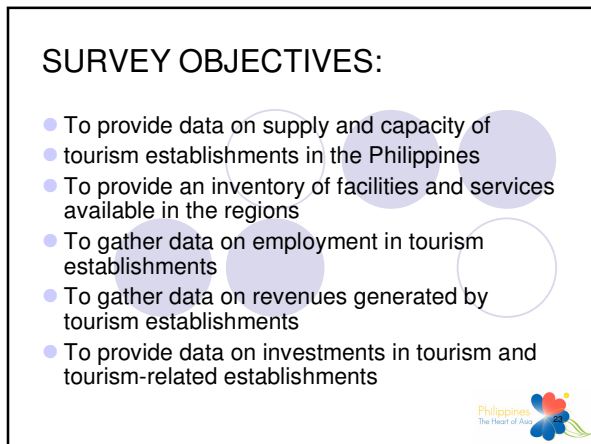 SURVEY OBJECTIVES:
To provide data on supply and capacity of
tourism establishments in the Philippines
To provide an inventory of facilities and services
available in the regions
To gather data on employment in tourism
establishments
To gather data on revenues generated by
tourism establishments
To provide data on investments in tourism and
tourism-related establishments
Philippines
The Heart of Asia
23